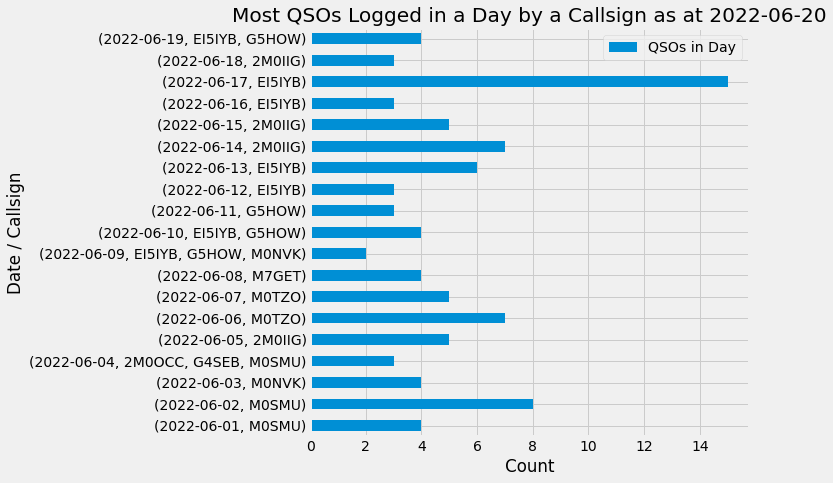 Most QSOs Logged in a Day by a Callsign as at 2022-06-20
QSOs in Day
Date / Callsign
(2022-06-19, EI5IYB, G5HOW)
(2022-06-18, 2M0IIG)
(2022-06-17, EI5IYB)
(2022-06-16, EI5IYB)
(2022-06-15, 2M0IIG)
(2022-06-14, 2M0IIG)
(2022-06-13, EI5IYB)
(2022-06-12, EI5IYB)
(2022-06-11, G5HOW)
(2022-06-10, EI5IYB, G5HOW)
(2022-06-09, EI5IYB, G5HOW, M0NVK)
(2022-06-08, M7GET)
(2022-06-07, M0TZO)
(2022-06-06, M0TZO)
(2022-06-05, 2M0IIG)
(2022-06-04, 2M0OCC, G4SEB, M0SMU)
(2022-06-03, M0NVK)
(2022-06-02, M0SMU)
(2022-06-01, M0SMU)
0 2 4 6 8 10 12 14
Count